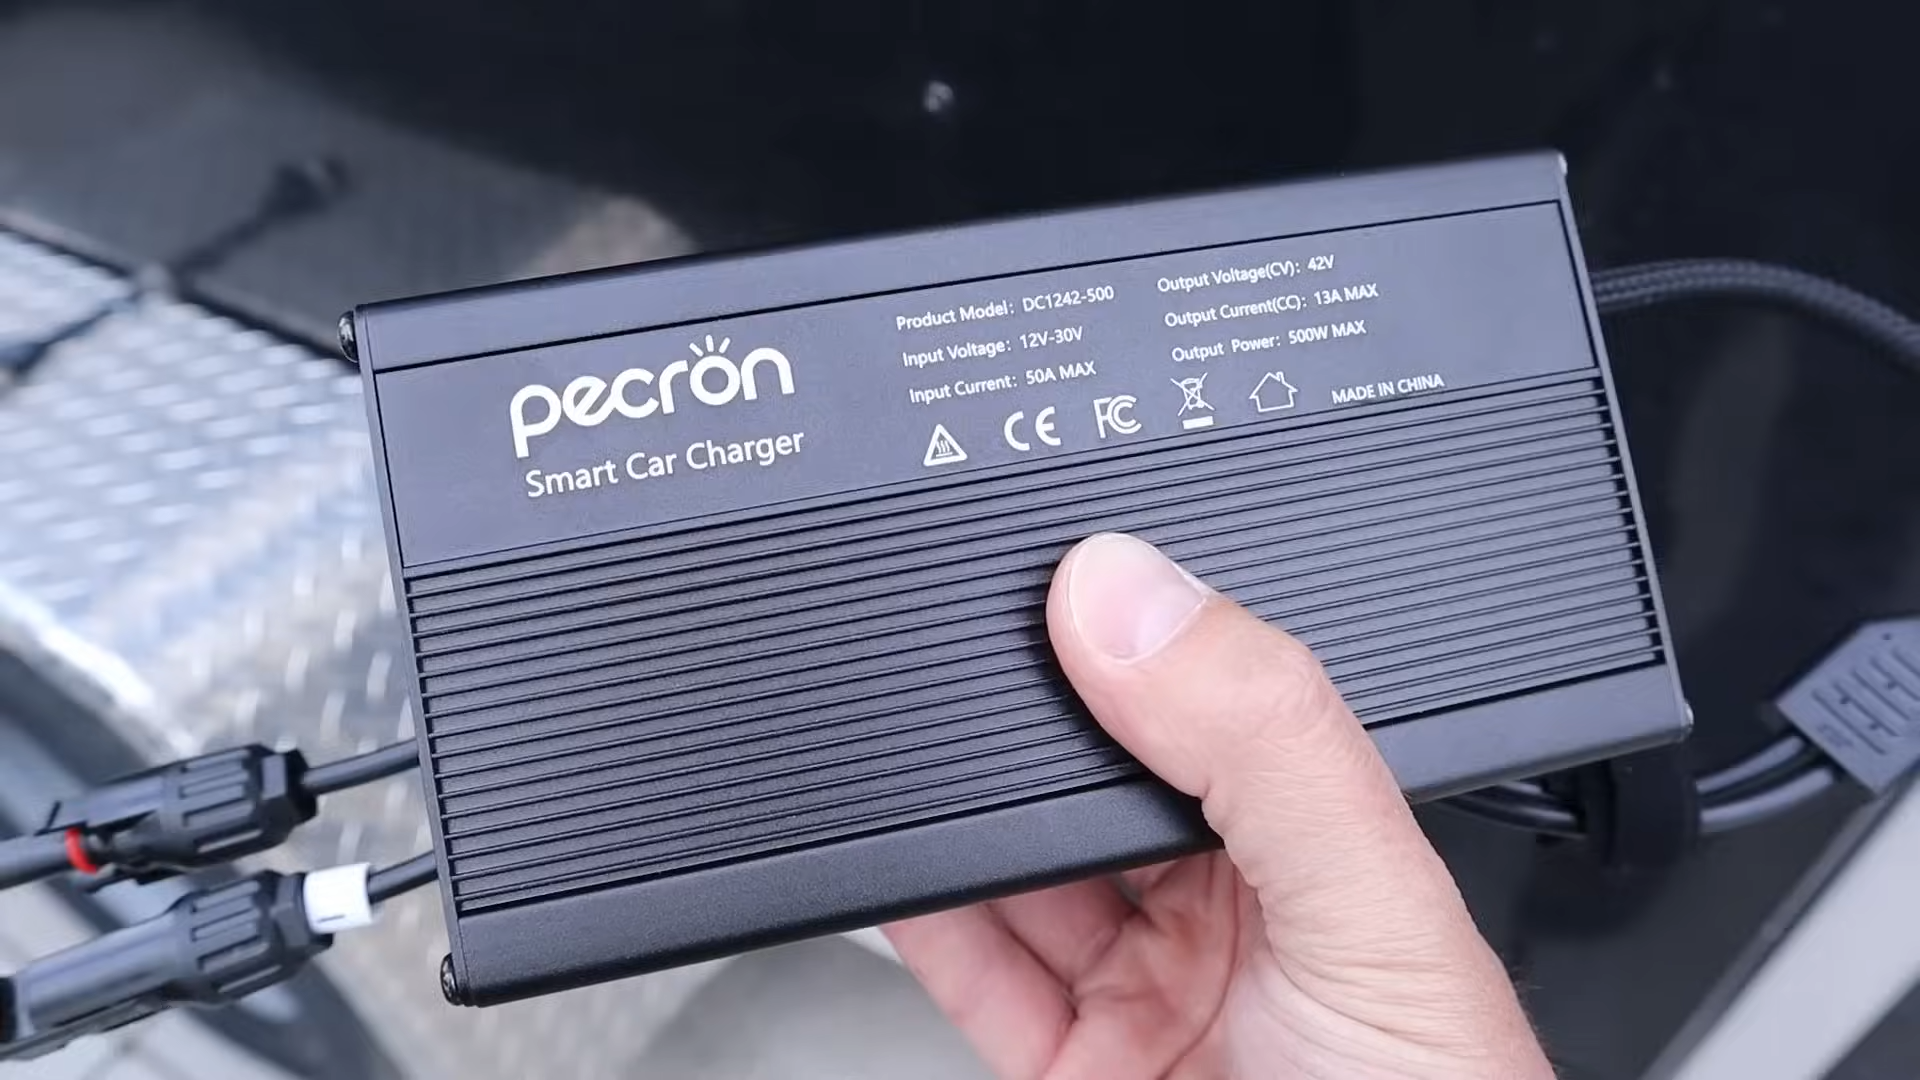 pecron
Smart Car Charger
Product Model: DC1242-500
Input Voltage: 12V-30V
Input Current: 50A MAX
Output Voltage(CV): 42V
Output Current(CC): 13A MAX
Output Power: 500W MAX
CE FC
MADE IN CHINA